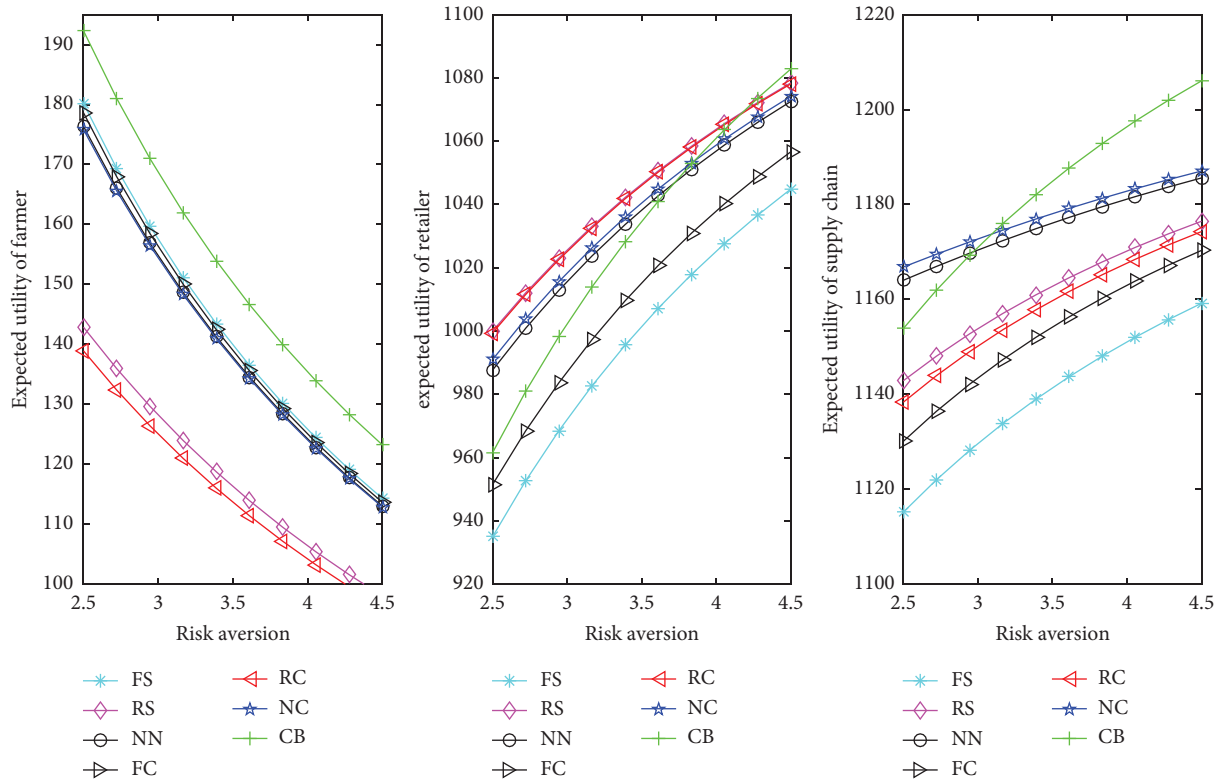 Expected utility of farmer
190
180
170
160
150
140
130
120
110
100
2.5 3 3.5 4 4.5
Risk aversion
FS
RS
NN
FC
RC
NC
CB
expected utility of retailer
1100
1080
1060
1040
1020
1000
980
960
940
920
2.5 3 3.5 4 4.5
Risk aversion
FS
RS
NN
FC
RC
NC
CB
Expected utility of supply chain
1220
1200
1180
1160
1140
1120
1100
2.5 3 3.5 4 4.5
Risk aversion
FS
RS
NN
FC
RC
NC
CB